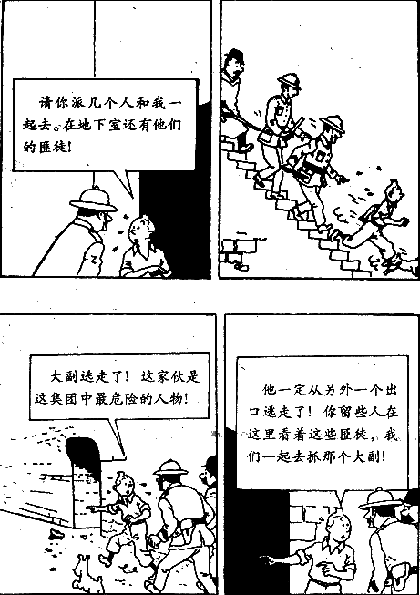 请你派几个人和我一
起去。在地下室还有他们
的匪徒!
大副逃走了!这家伙是
这集团中最危险的人物!
他一定从另外一个出
口逃走了!你留些人在
这里看着这些匪徒,我
们一起去抓那个大副!